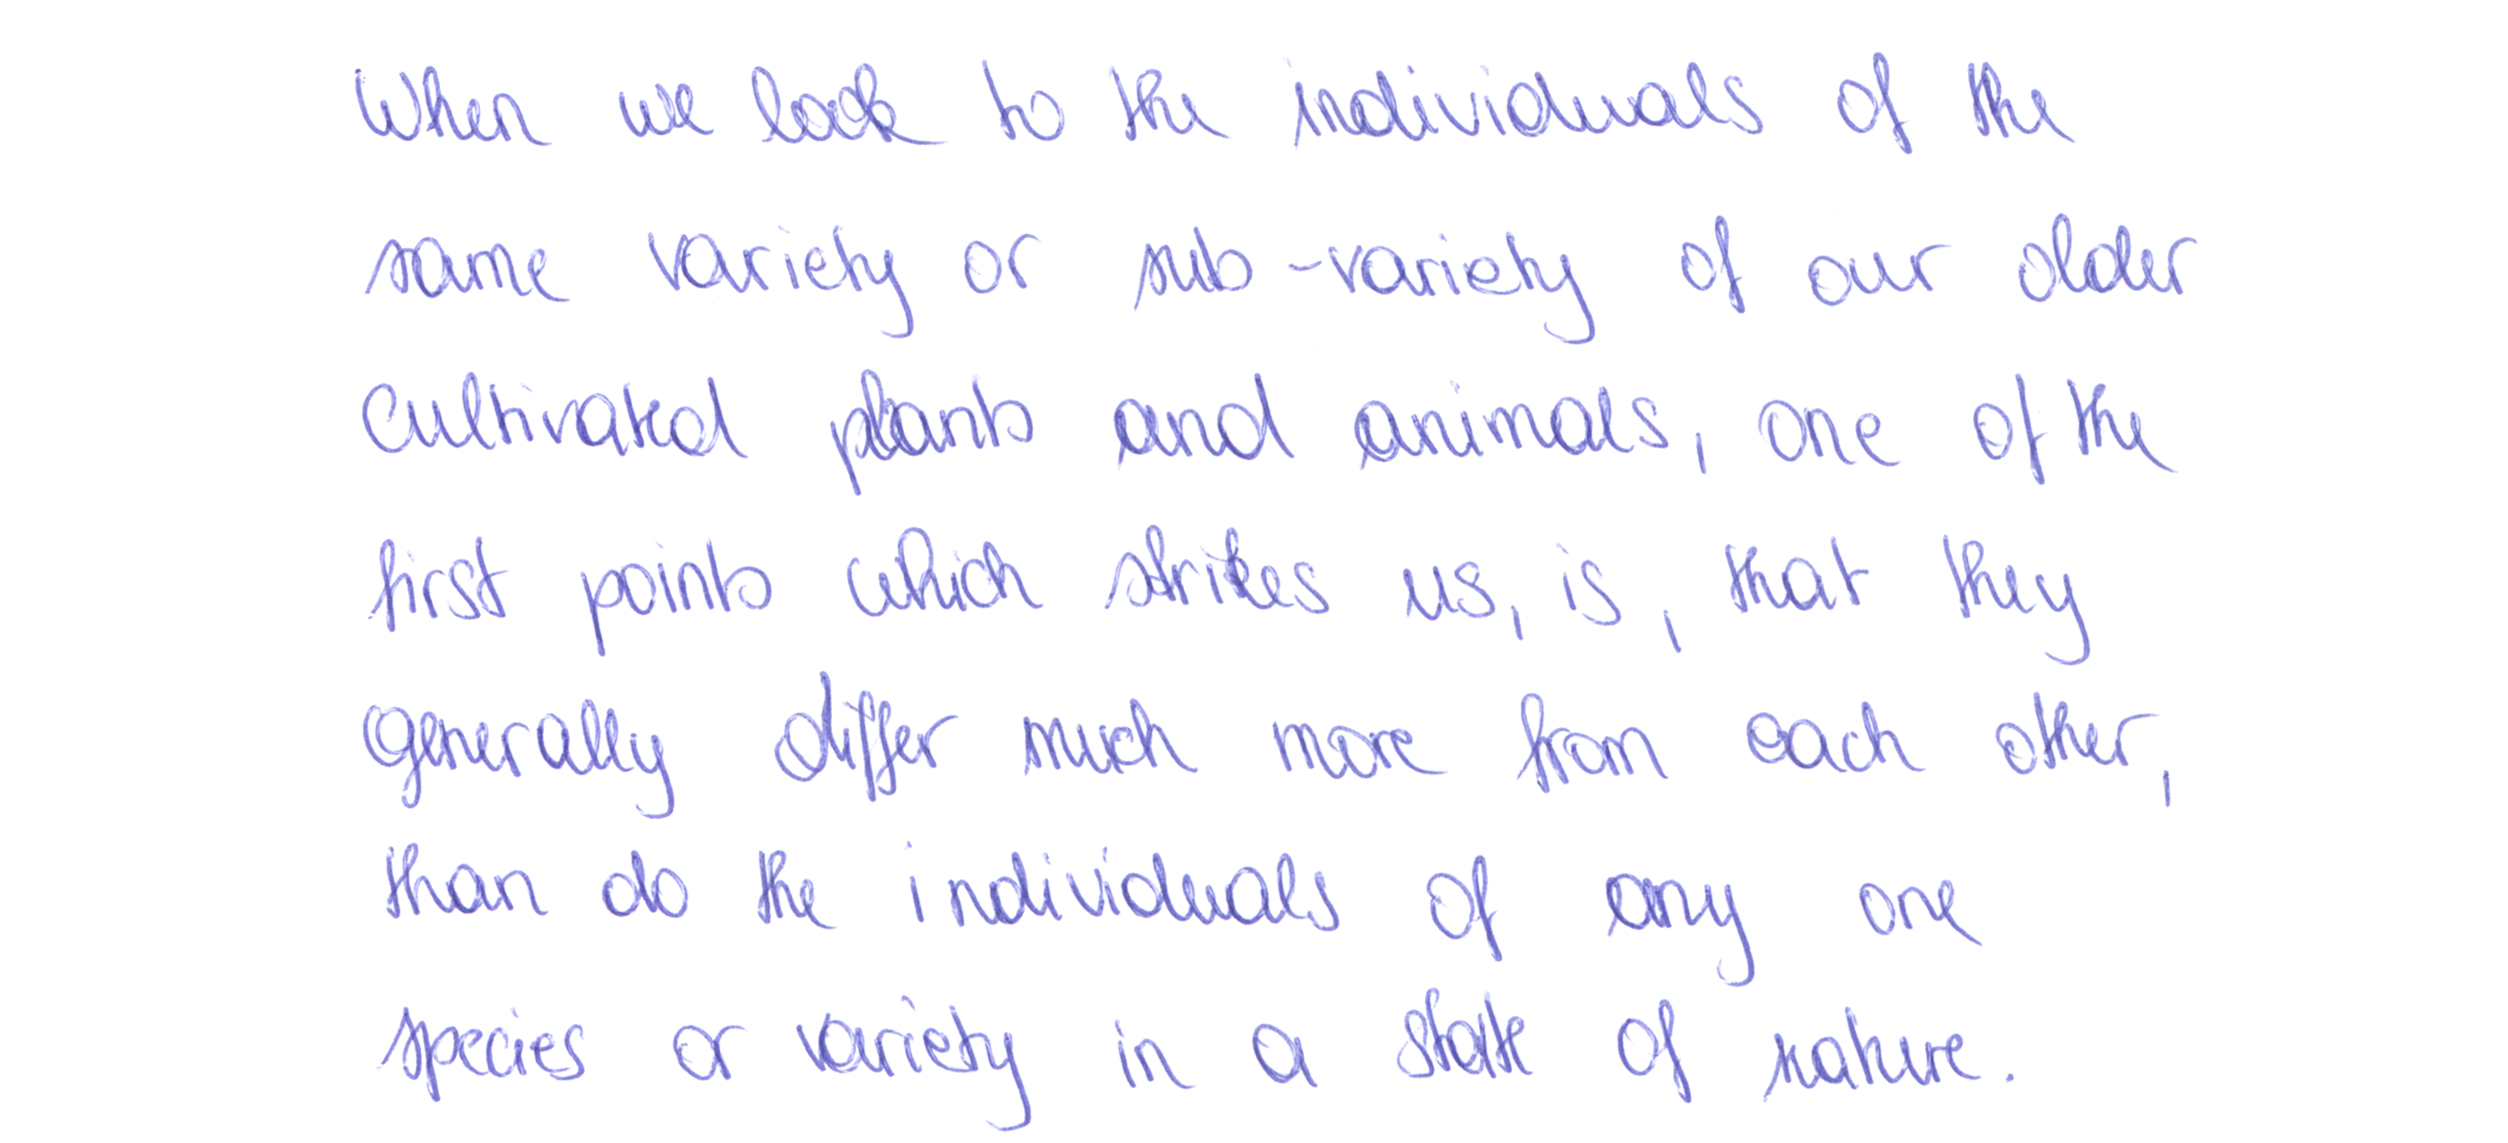 When we look to the individuals of the
same variety or sub-variety of our older
cultivated plants and animals, one of the
first points which strikes us, is, that they
generally differ much more from each other,
than do the individuals of any one
species or variety in a state of nature.